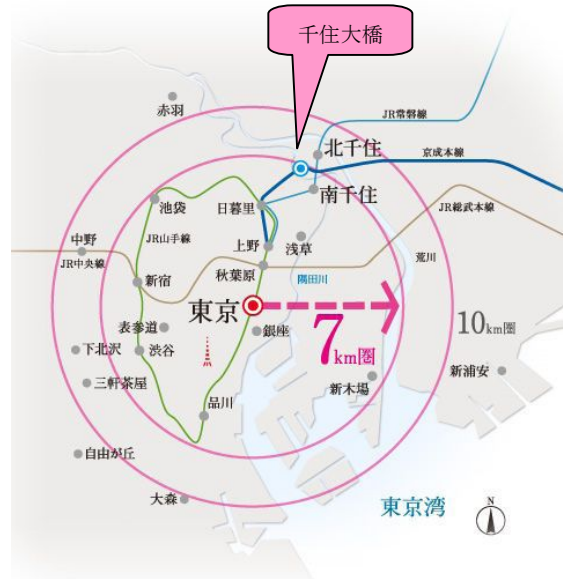 千住大橋
赤羽
JR常磐線
北千住
京成本線
池袋
日暮里
南千住
JR総武本線
中野
JR中央線
JR山手線
上野
浅草
荒川
新宿
秋葉原
隅田川
東京
銀座
7km圏
10km圏
表参道
下北沢
渋谷
三軒茶屋
品川
新木場
新浦安
自由が丘
大森
東京湾
N